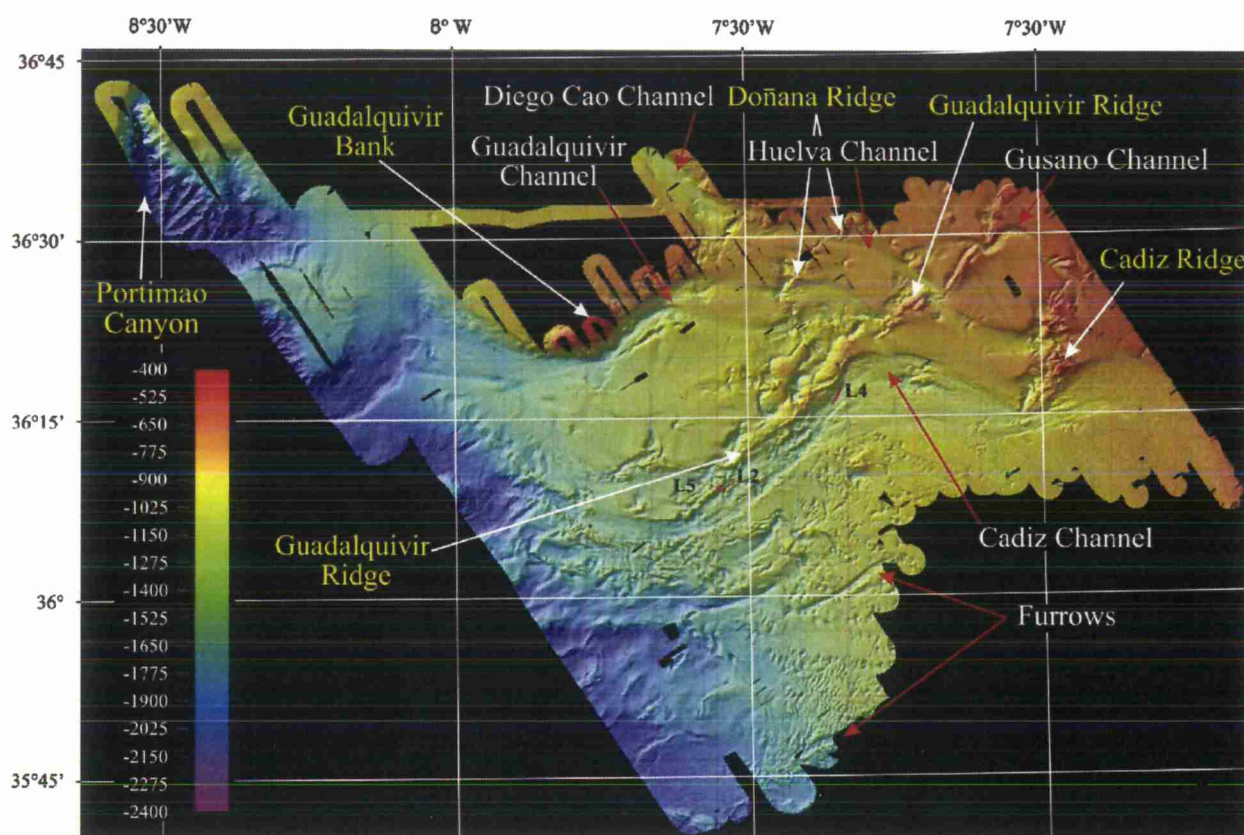 8°30'W 8°W 7°30'W 7°30'W
36°45
36°30
36°15'
36°
35°45'
Diego Cao Channel
Doñana Ridge
Guadalquivir Ridge
Guadalquivir
Bank
Guadalquivir
Channel
Huelva Channel
Gusano Channel
Cadiz Ridge
Portimao
Canyon
L4
L5
L2
Guadalquivir
Ridge
Cadiz Channel
Furrows
-400
-525
-650
-775
-900
-1025
-1150
-1275
-1400
-1525
-1650
-1775
-1900
-2025
-2150
-2275
-2400